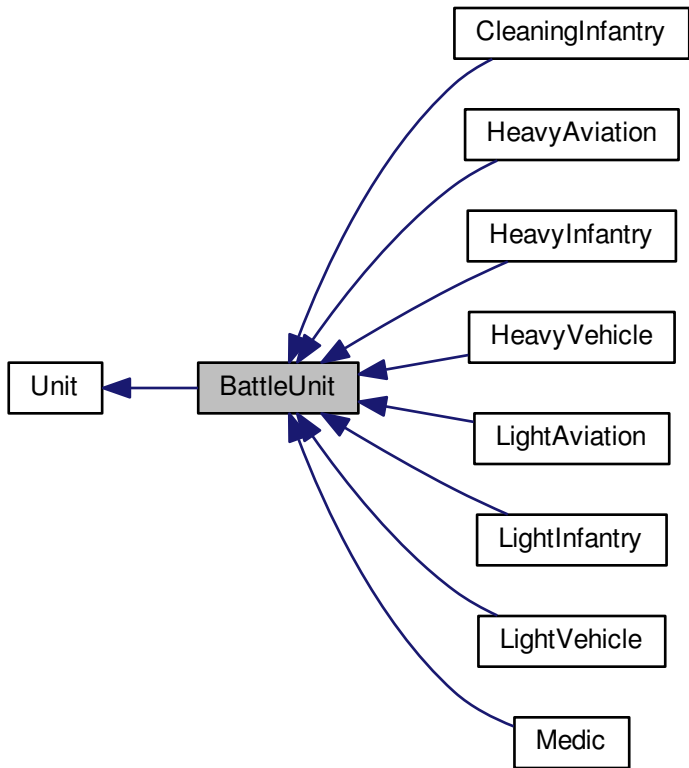 CleaningInfantry
HeavyAviation
HeavyInfantry
HeavyVehicle
Unit
BattleUnit
LightAviation
LightInfantry
LightVehicle
Medic